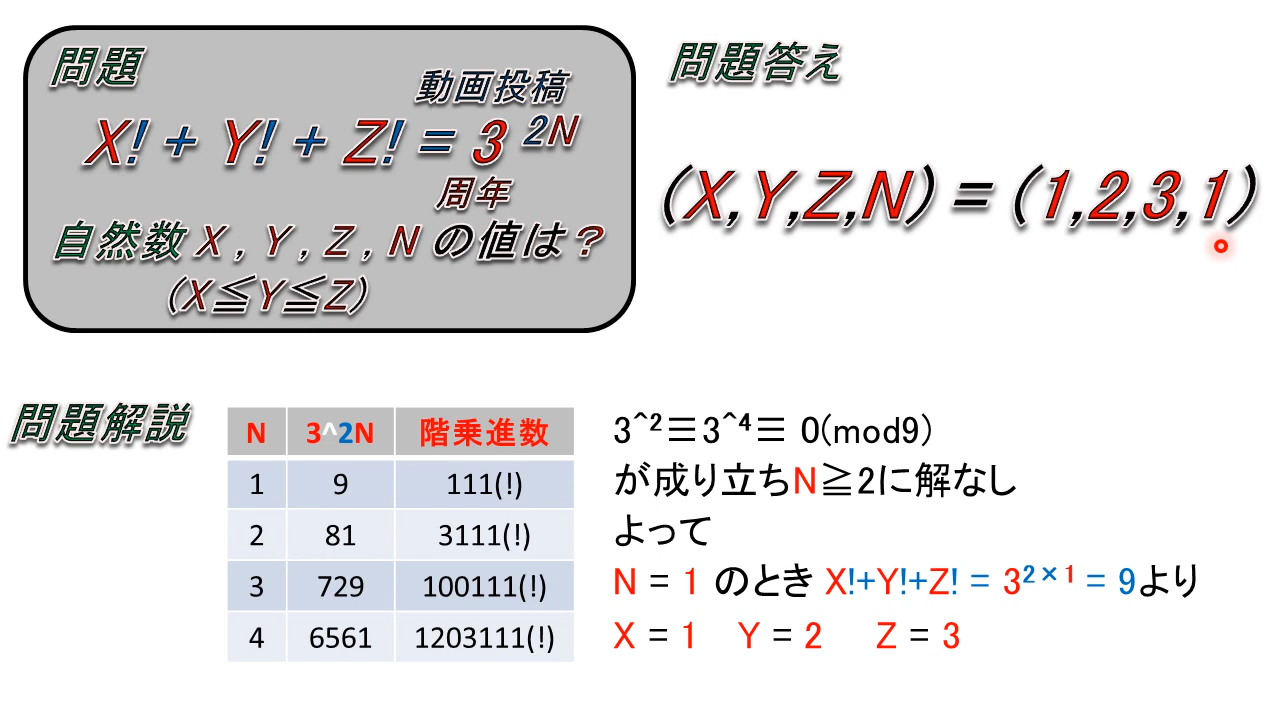 問題
動画投稿
X! + Y! + Z! = 3 2N
周年
自然数 X , Y , Z , N の値は?
(X≦Y≦Z)
問題答え
(X,Y,Z,N) = (1,2,3,1)
。
問題解説
N 3^2N 階乗進数
1 9 111(!)
2 81 3111(!)
3 729 100111(!)
4 6561 1203111(!)
3^2≡3^4≡ 0(mod9)
が成り立ちN≧2に解なし
よって
N = 1 のとき X!+Y!+Z! = 32×1 = 9より
X = 1 Y = 2 Z = 3